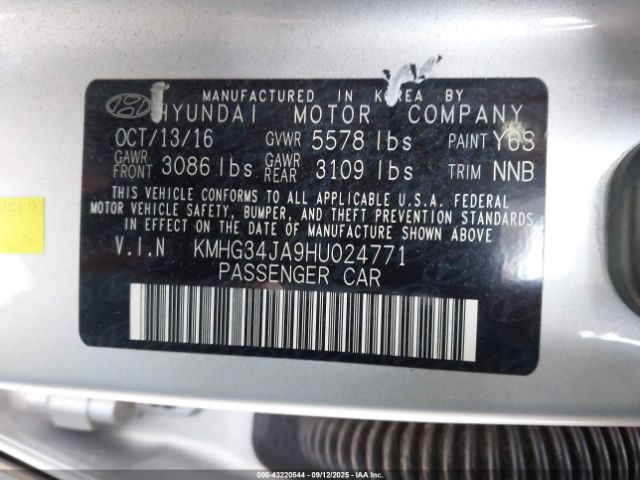 MANUFACTURED IN KOREA BY
HYUNDAI MOTOR COMPANY
OCT/13/16 GVWR 5578 lbs PAINT Y6S
GAWR FRONT 3086 lbs GAWR REAR 3109 lbs TRIM NNB
THIS VEHICLE CONFORMS TO ALL APPLICABLE U.S.A. FEDERAL
MOTOR VEHICLE SAFETY, BUMPER, AND THEFT PREVENTION STANDARDS
IN EFFECT ON THE DATE OF MANUFACTURE SHOWN ABOVE
V.I.N KMHG34JA9HU024771
PASSENGER CAR
000-43220544 - 09/12/2025 - IAA, Inc.